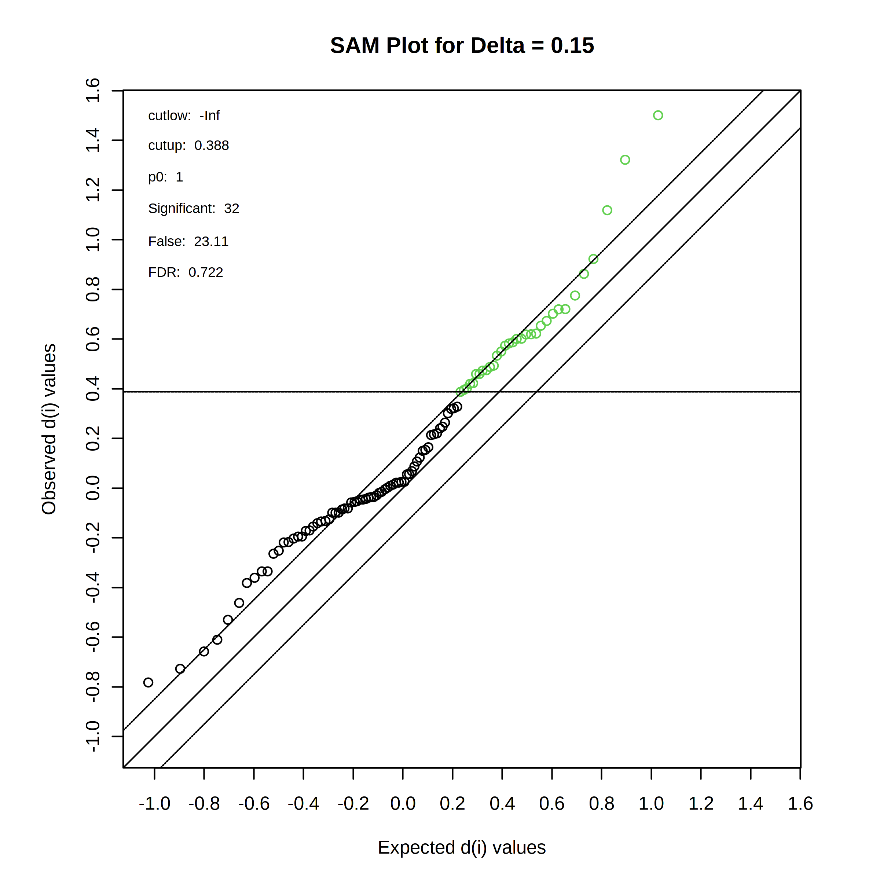 SAM Plot for Delta = 0.15
cutlow: -Inf
cutup: 0.388
p0: 1
Significant: 32
False: 23.11
FDR: 0.722
Observed d(i) values
1.6
1.4
1.2
1.0
0.8
0.6
0.4
0.2
0.0
-0.2
-0.4
-0.6
-0.8
-1.0
-1.0 -0.8 -0.6 -0.4 -0.2 0.0 0.2 0.4 0.6 0.8 1.0 1.2 1.4 1.6
Expected d(i) values